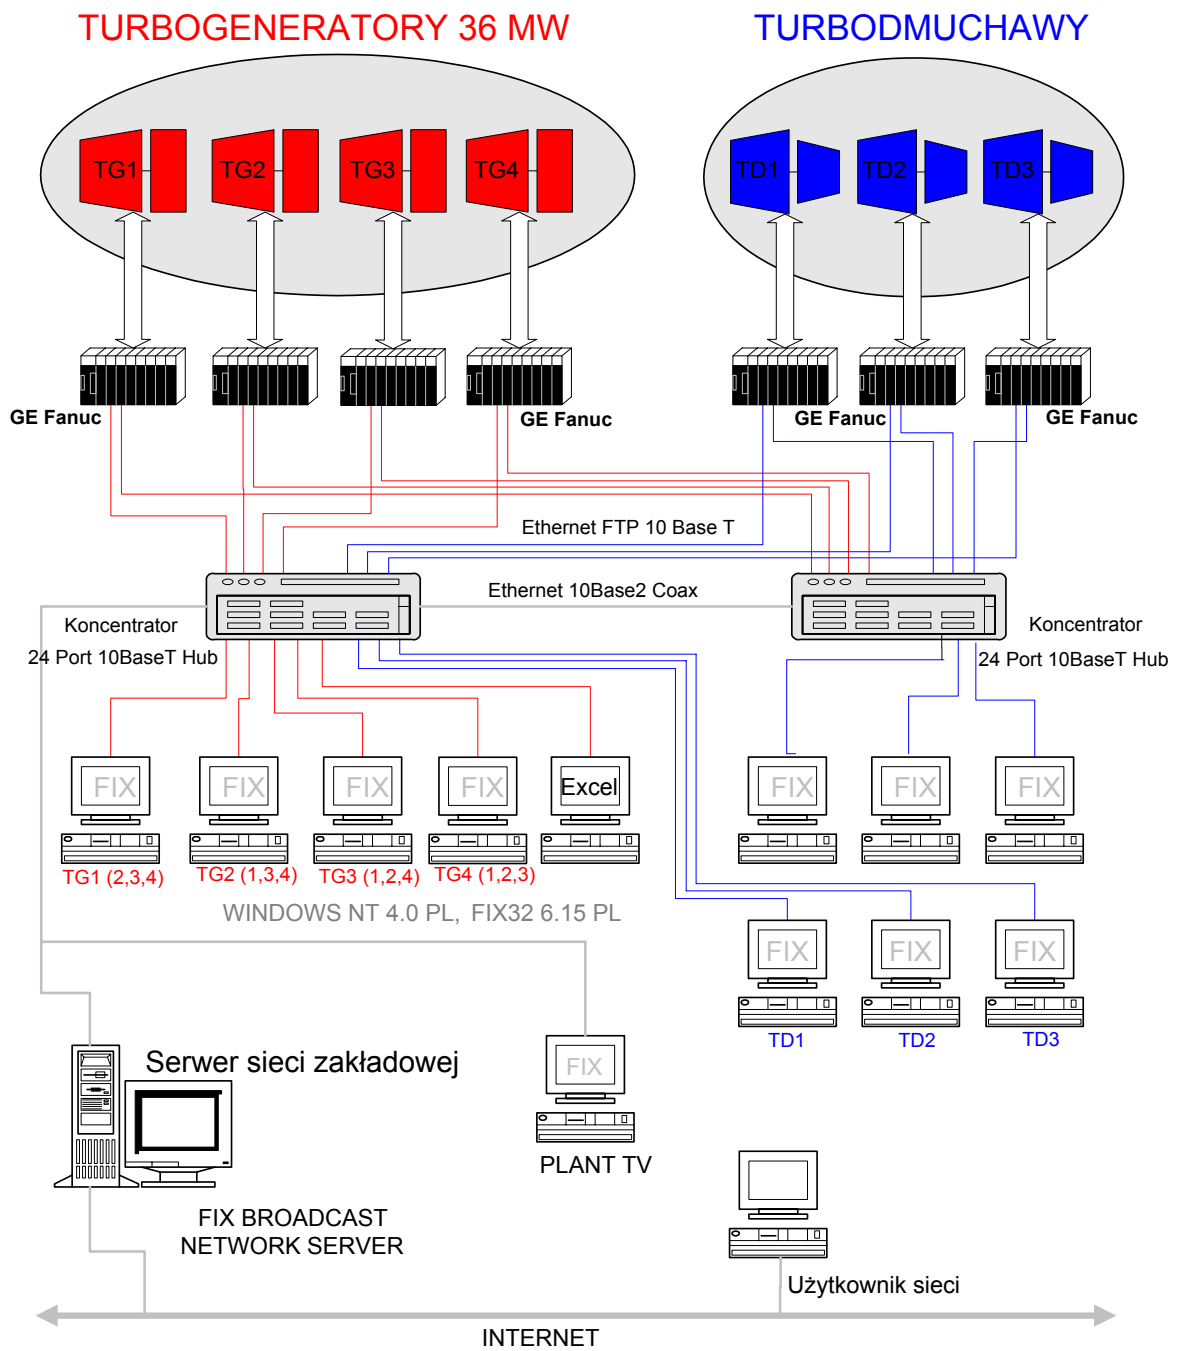 TURBOGENERATORY 36 MW
TURBODMUCHAWY
TG1
TG2
TG3
TG4
TD1
TD2
TD3
GE Fanuc
GE Fanuc
GE Fanuc
GE Fanuc
Ethernet FTP 10 Base T
Ethernet 10Base2 Coax
Koncentrator
24 Port 10BaseT Hub
Koncentrator
24 Port 10BaseT Hub
FIX
FIX
FIX
FIX
Excel
FIX
FIX
FIX
TG1 (2,3,4)
TG2 (1,3,4)
TG3 (1,2,4)
TG4 (1,2,3)
WINDOWS NT 4.0 PL, FIX32 6.15 PL
FIX
FIX
FIX
TD1
TD2
TD3
Serwer sieci zakładowej
FIX
PLANT TV
FIX BROADCAST
NETWORK SERVER
Użytkownik sieci
INTERNET